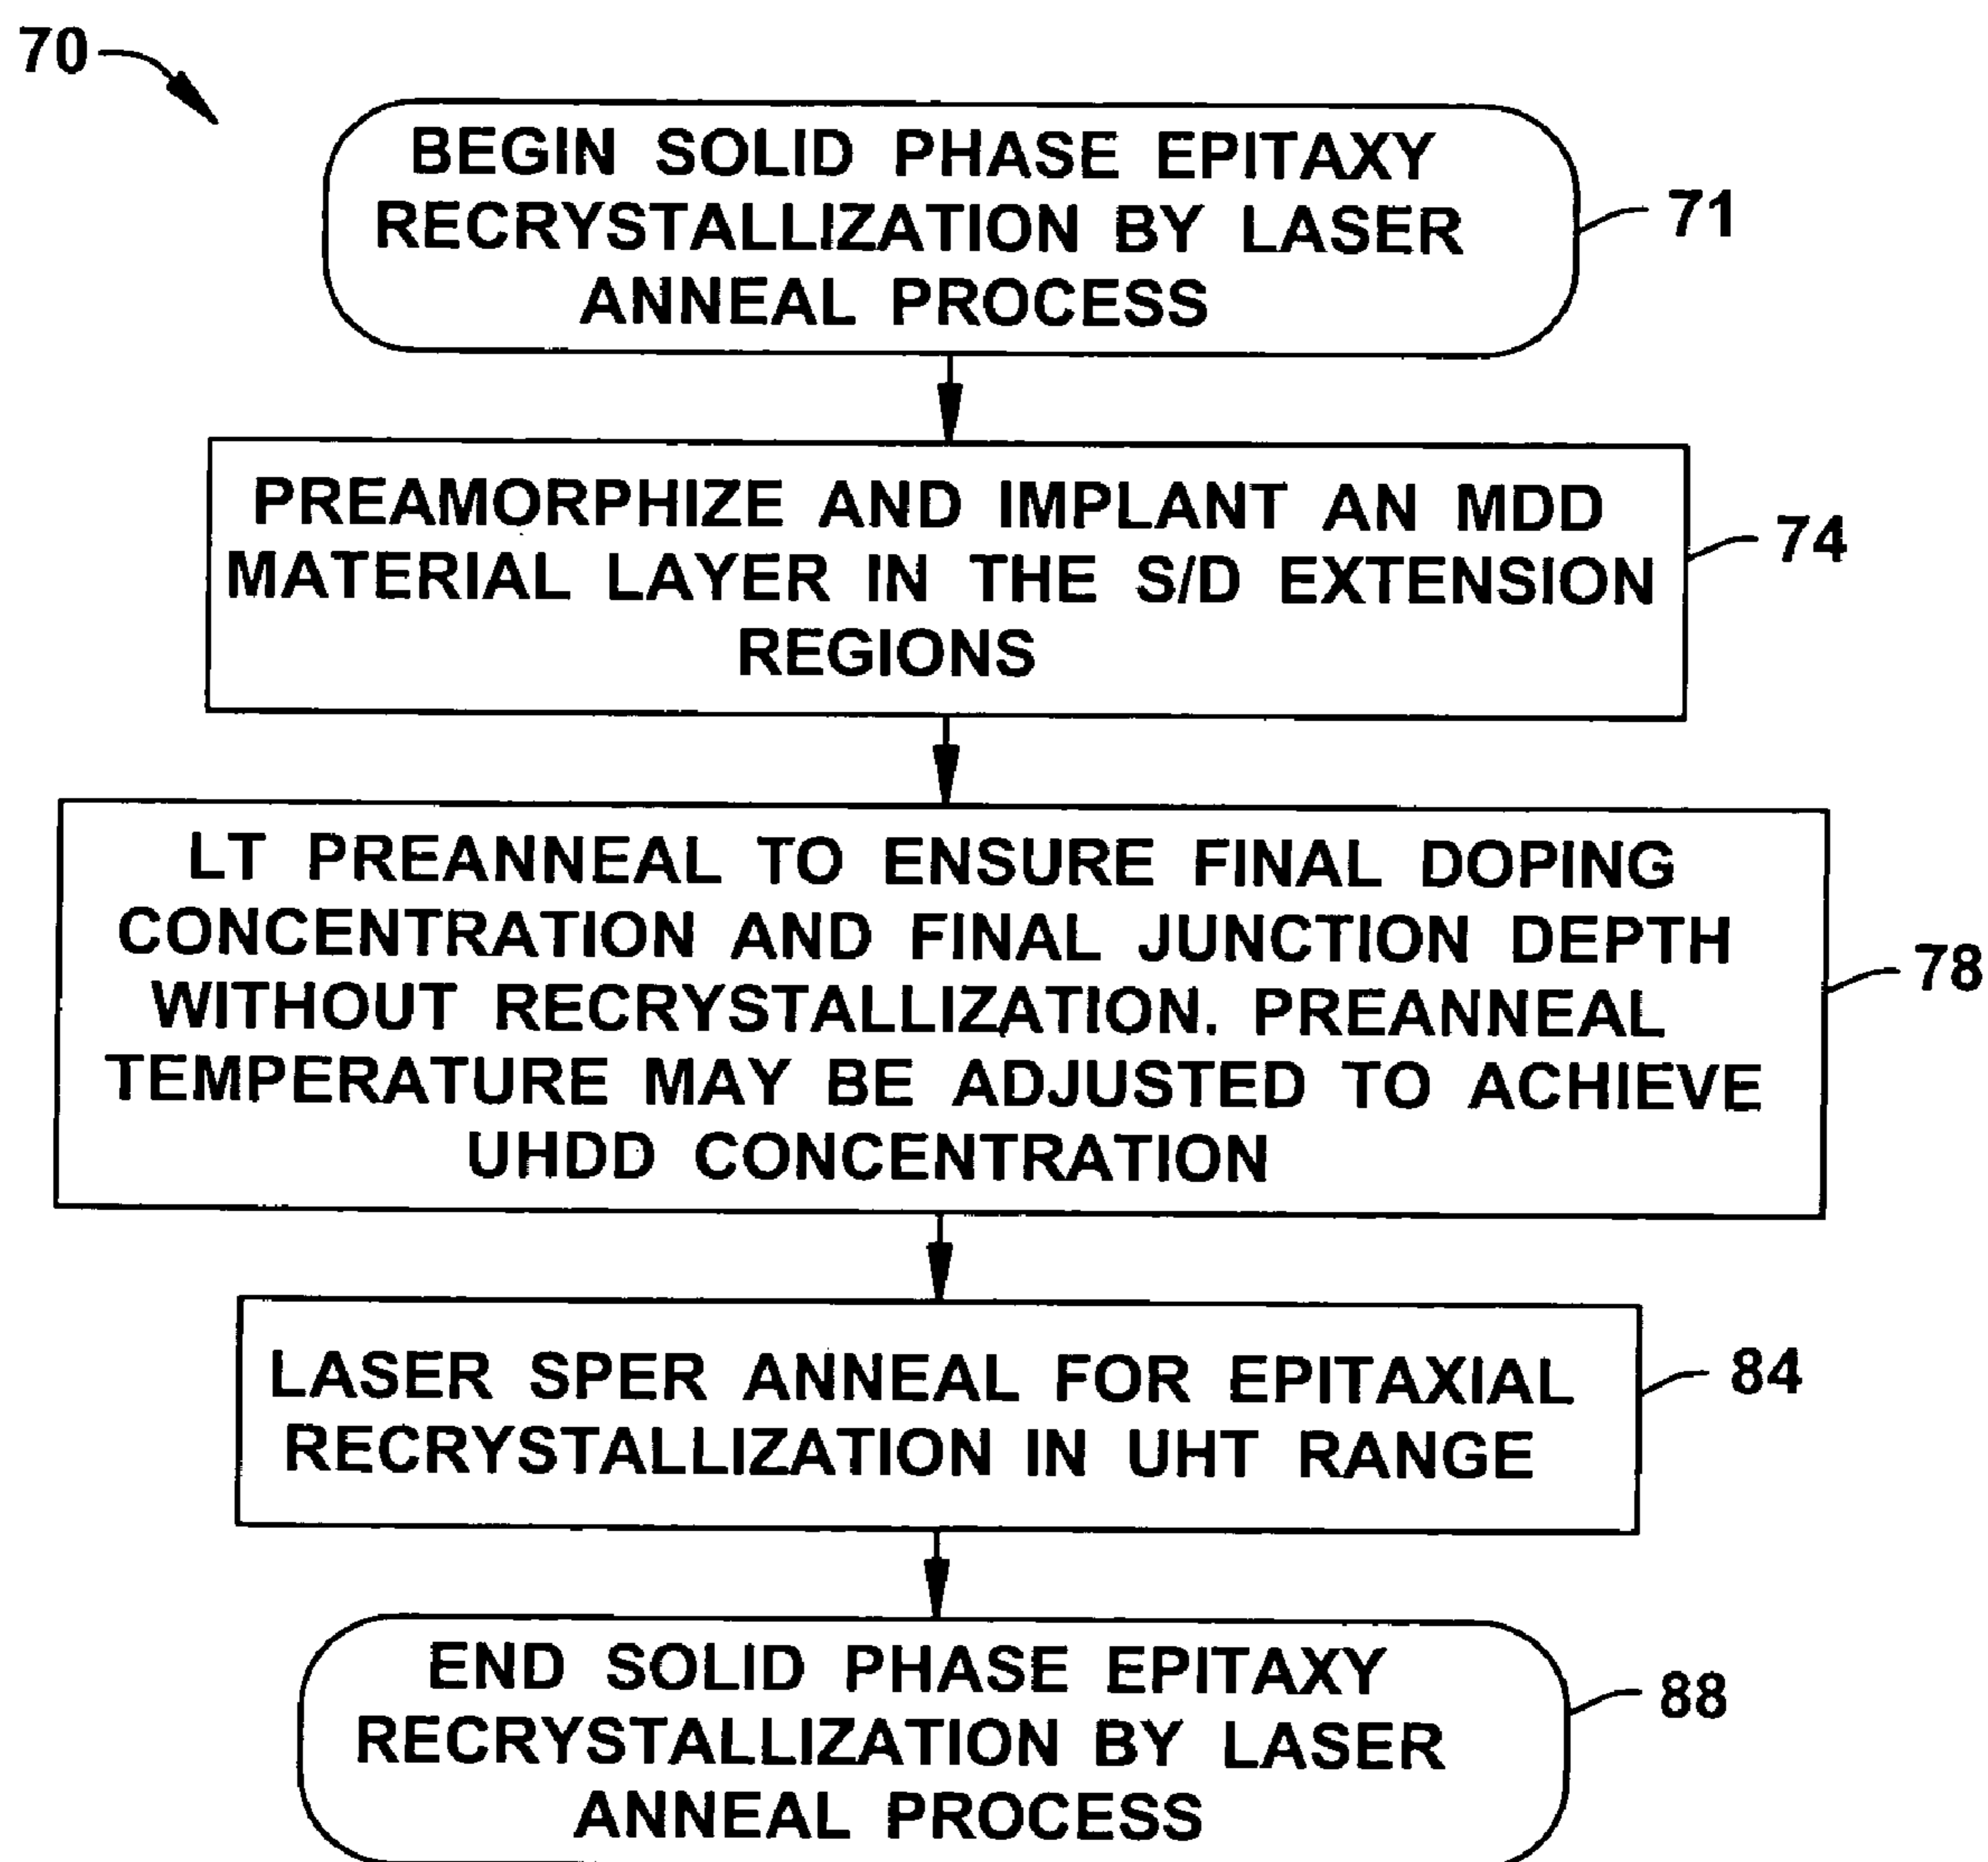 70
BEGIN SOLID PHASE EPITAXY
RECRYSTALLIZATION BY LASER
ANNEAL PROCESS
71
PREAMORPHIZE AND IMPLANT AN MDD
MATERIAL LAYER IN THE S/D EXTENSION
REGIONS
74
LT PREANNEAL TO ENSURE FINAL DOPING
CONCENTRATION AND FINAL JUNCTION DEPTH
WITHOUT RECRYSTALLIZATION. PREANNEAL
TEMPERATURE MAY BE ADJUSTED TO ACHIEVE
UHDD CONCENTRATION
78
LASER SPER ANNEAL FOR EPITAXIAL
RECRYSTALLIZATION IN UHT RANGE
84
END SOLID PHASE EPITAXY
RECRYSTALLIZATION BY LASER
ANNEAL PROCESS
88